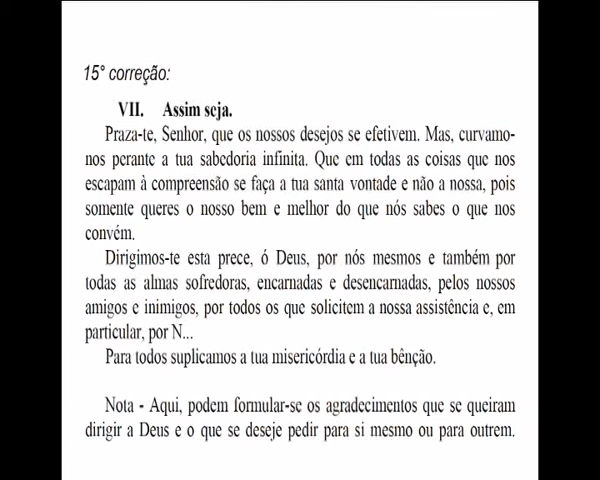 15° correção:
VII. Assim seja.
Praza-te, Senhor, que os nossos desejos se efetivem. Mas, curvamo-
nos perante a tua sabedoria infinita. Que em todas as coisas que nos
escapam à compreensão se faça a tua santa vontade e não a nossa, pois
somente queres o nosso bem e melhor do que nós sabes o que nos
convém.
Dirigimos-te esta prece, ó Deus, por nós mesmos e também por
todas as almas sofredoras, encarnadas e desencarnadas, pelos nossos
amigos e inimigos, por todos os que solicitem a nossa assistência e, em
particular, por N...
Para todos suplicamos a tua misericórdia e a tua bênção.
Nota - Aqui, podem formular-se os agradecimentos que se queiram
dirigir a Deus e o que se deseje pedir para si mesmo ou para outrem.